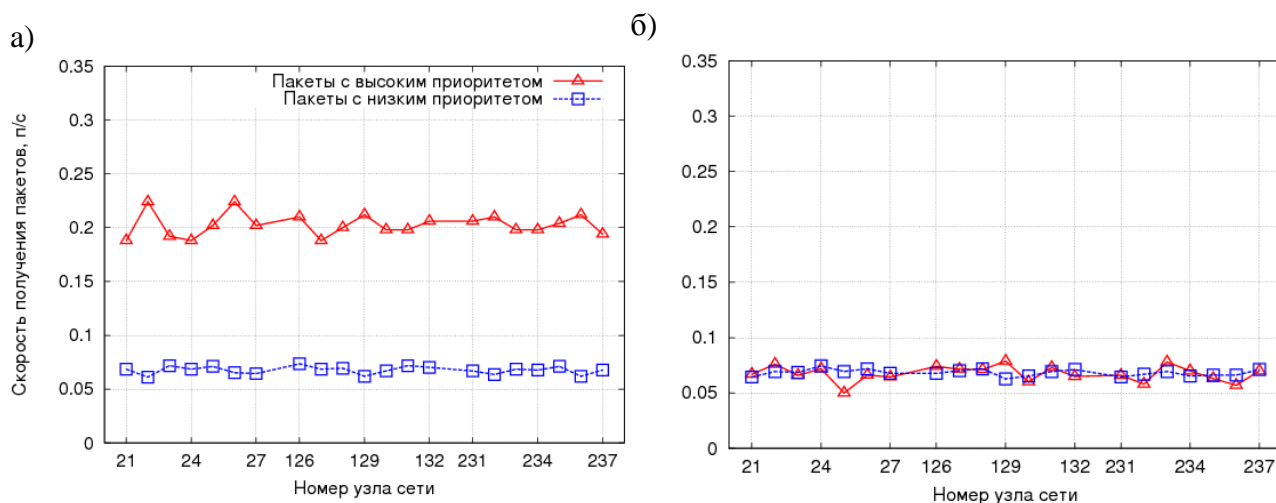 а)
Скорость получения пакетов, п/с
0.35
0.3
0.25
0.2
0.15
0.1
0.05
0
Пакеты с высоким приоритетом
Пакеты с низким приоритетом
21 24 27 126 129 132 231 234 237
Номер узла сети
б)
0.35
0.3
0.25
0.2
0.15
0.1
0.05
0
21 24 27 126 129 132 231 234 237
Номер узла сети